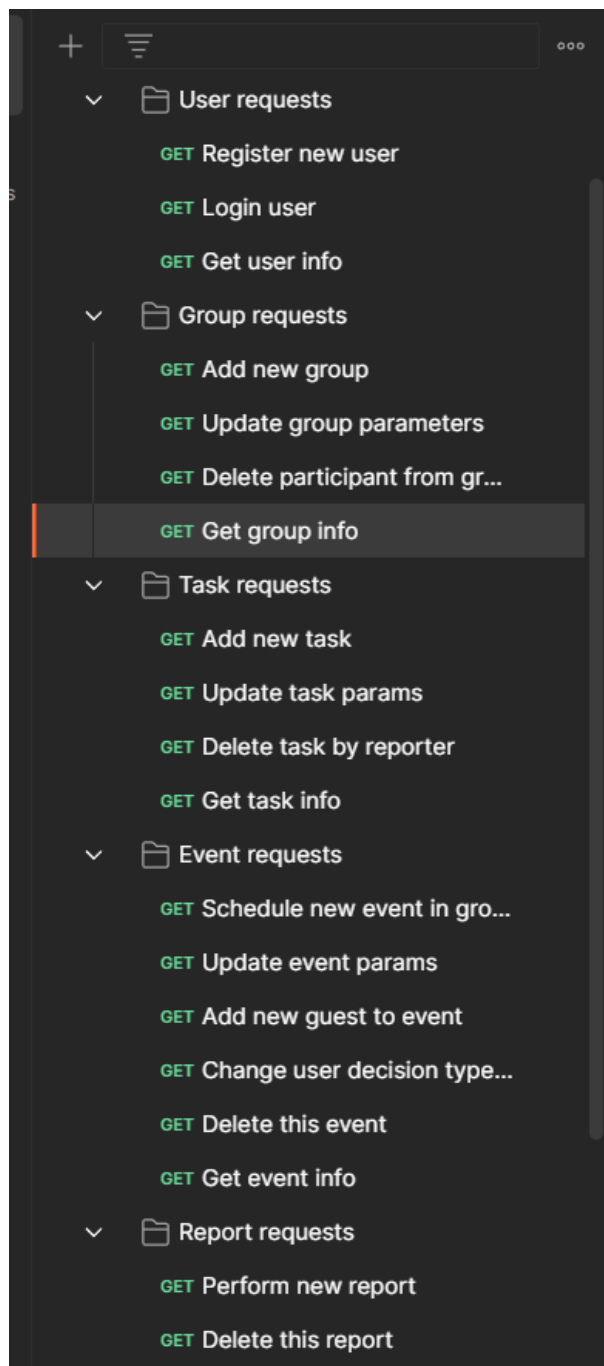 User requests
GET Register new user
s
GET Login user
GET Get user info
Group requests
GET Add new group
GET Update group parameters
GET Delete participant from gr...
GET Get group info
Task requests
GET Add new task
GET Update task params
GET Delete task by reporter
GET Get task info
Event requests
GET Schedule new event in gro...
GET Update event params
GET Add new guest to event
GET Change user decision type...
GET Delete this event
GET Get event info
Report requests
GET Perform new report
GET Delete this report